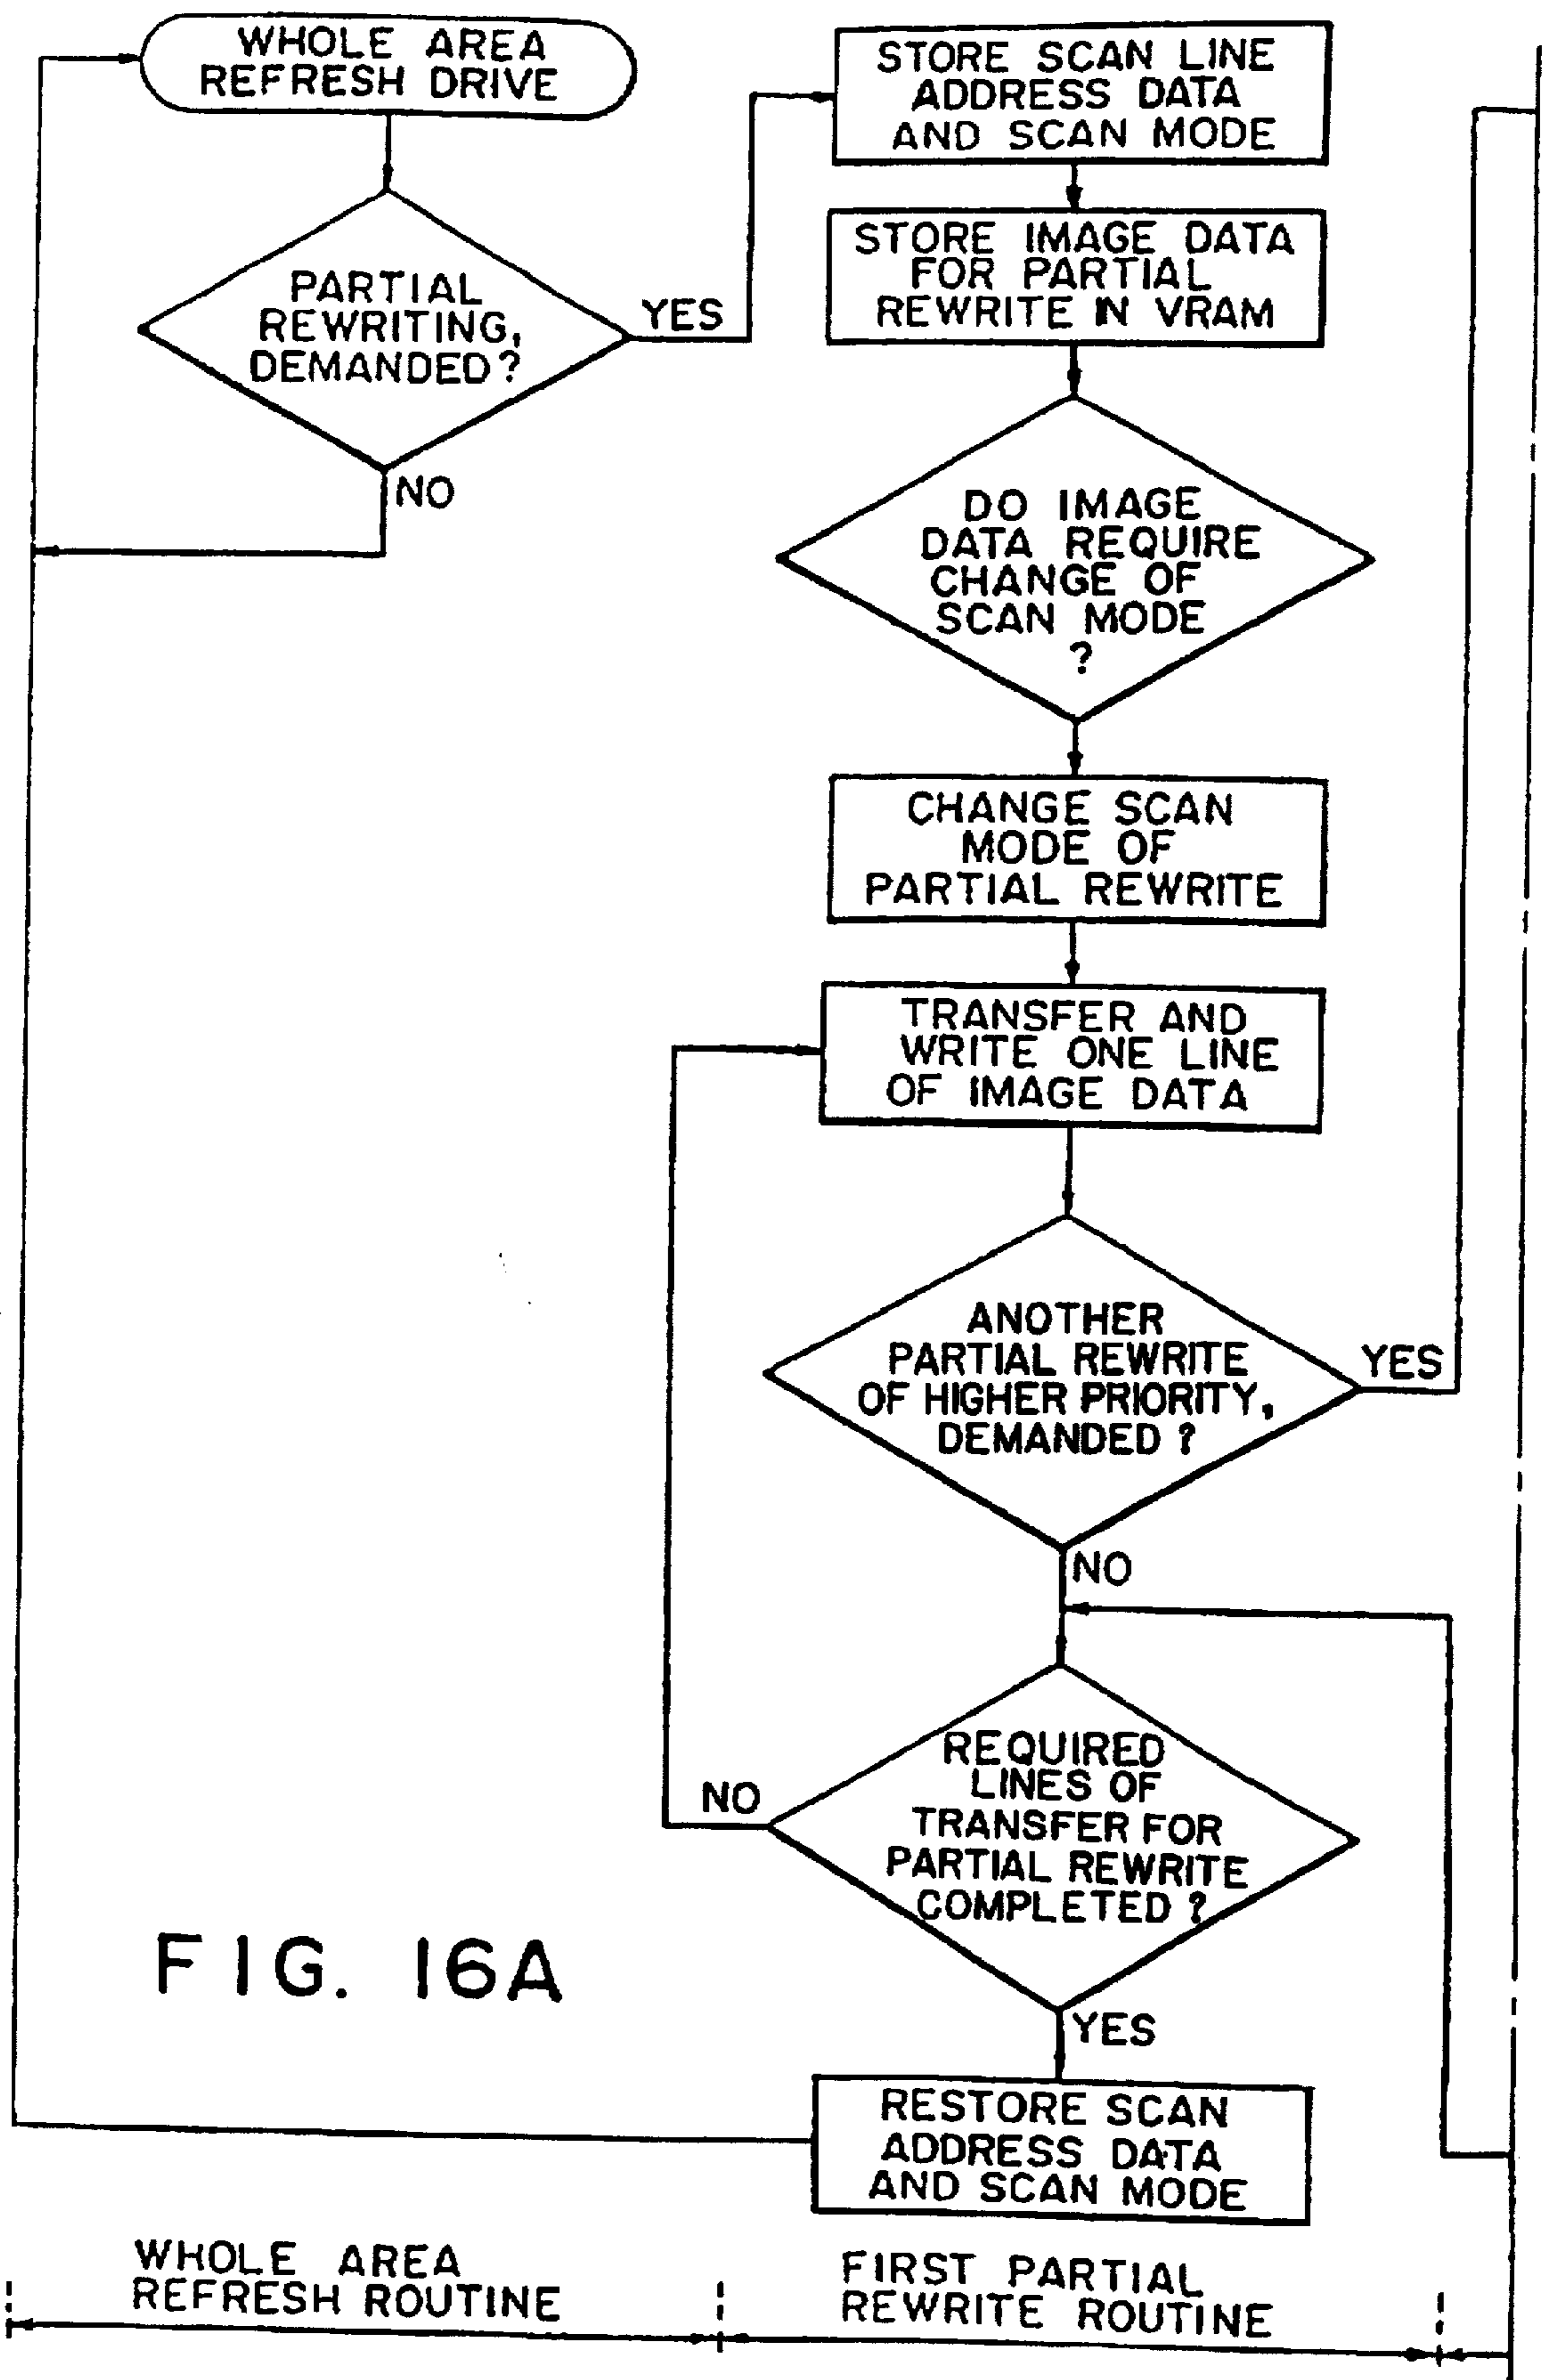 WHOLE AREA
REFRESH DRIVE
PARTIAL
REWRITING,
DEMANDED?
YES
NO
STORE SCAN LINE
ADDRESS DATA
AND SCAN MODE
STORE IMAGE DATA
FOR PARTIAL
REWRITE IN VRAM
DO IMAGE
DATA REQUIRE
CHANGE OF
SCAN MODE
?
CHANGE SCAN
MODE OF
PARTIAL REWRITE
TRANSFER AND
WRITE ONE LINE
OF IMAGE DATA
ANOTHER
PARTIAL REWRITE
OF HIGHER PRIORITY,
DEMANDED ?
YES
NO
REQUIRED
LINES OF
TRANSFER FOR
PARTIAL REWRITE
COMPLETED ?
NO
YES
RESTORE SCAN
ADDRESS DATA
AND SCAN MODE
FIG. 16A
WHOLE AREA
REFRESH ROUTINE
FIRST PARTIAL
REWRITE ROUTINE